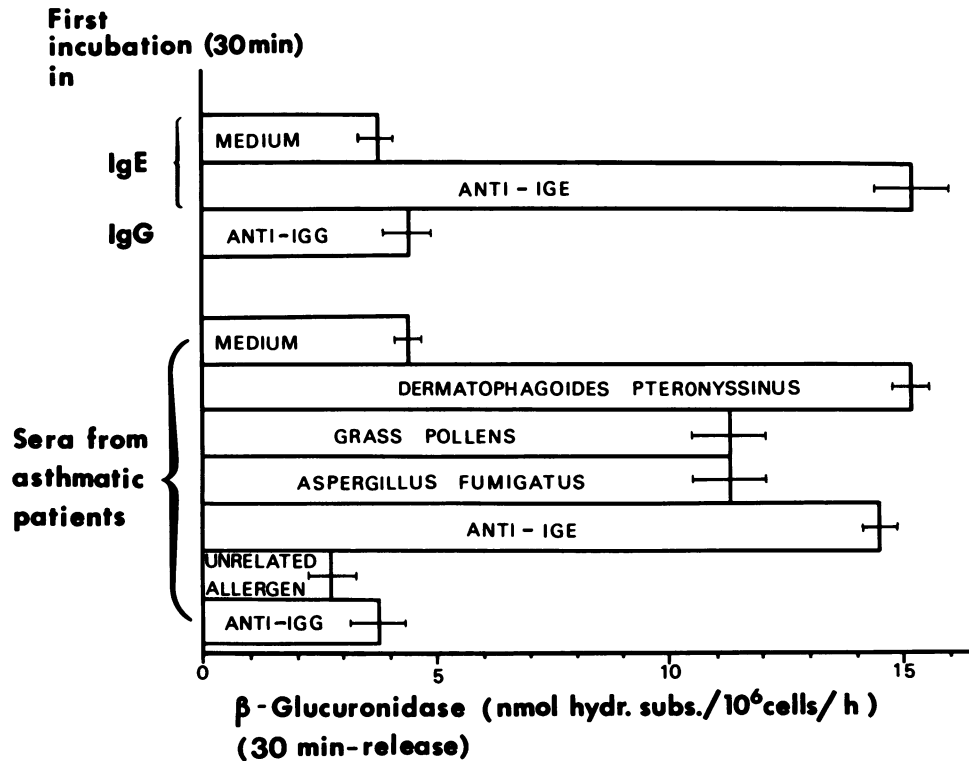 First
incubation (30min)
in
IgE
MEDIUM
ANTI-IGE
IgG
ANTI-IGG
Sera from
asthmatic
patients
MEDIUM
DERMATOPHAGOIDES PTERONYSSINUS
GRASS POLLENS
ASPERGILLUS FUMIGATUS
ANTI-IGE
UNRELATED
ALLERGEN
ANTI-IGG
0 5 10 15
β-Glucuronidase (nmol hydr. subs./10⁶cells/h)
(30 min-release)